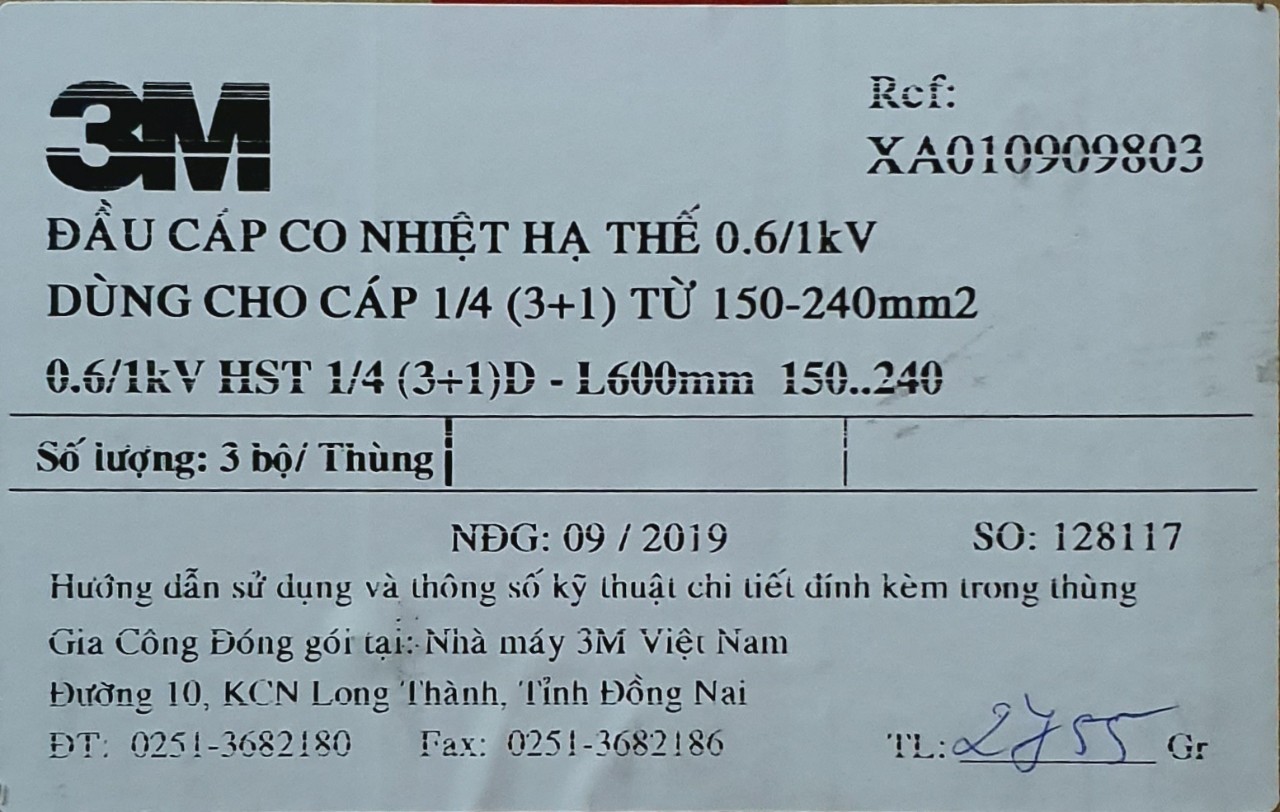 3M
Ref:
XA010909803
ĐẦU CÁP CO NHIỆT HẠ THẾ 0.6/1kV
DÙNG CHO CÁP 1/4 (3+1) TỪ 150-240mm2
0.6/1kV HST 1/4 (3+1)D - L600mm 150..240
Số lượng: 3 bộ/ Thùng
NĐG: 09 / 2019 SO: 128117
Hướng dẫn sử dụng và thông số kỹ thuật chi tiết đính kèm trong thùng
Gia Công Đóng gói tại: Nhà máy 3M Việt Nam
Đường 10, KCN Long Thành, Tỉnh Đồng Nai
ĐT: 0251-3682180 Fax: 0251-3682186 TL: 2755 Gr